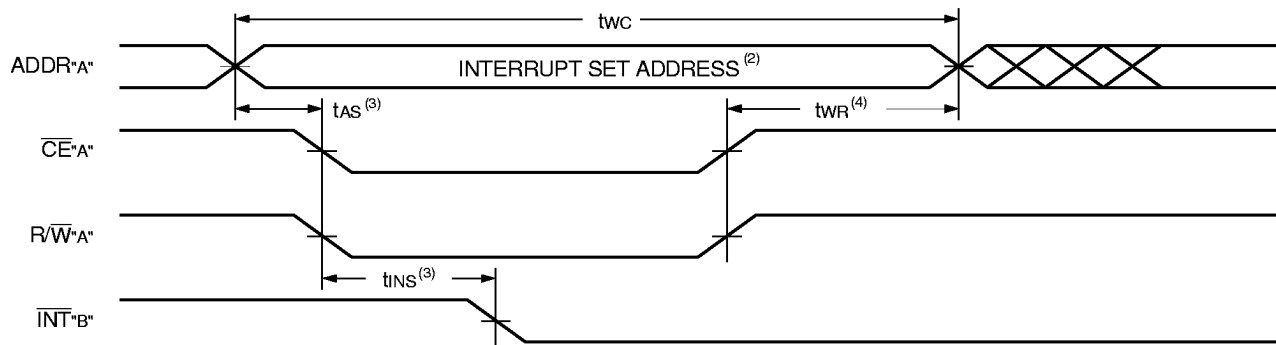 tWC
ADDR"A" INTERRUPT SET ADDRESS(2)
tAS(3) tWR(4)
CE"A"
R/W"A"
tINS(3)
INT"B"